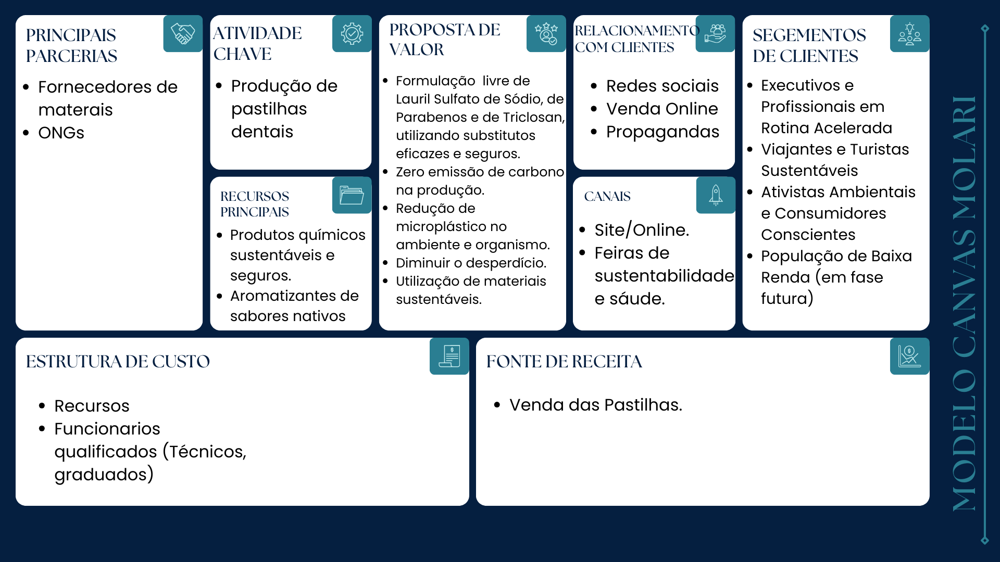 PRINCIPAIS
PARCERIAS
Fornecedores de
materais
ONGs
ATIVIDADE
CHAVE
Produção de
pastilhas
dentais
RECURSOS
PRINCIPAIS
Produtos químicos
sustentáveis e
seguros.
Aromatizantes de
sabores nativos
PROPOSTA DE
VALOR
Formulação livre de
Lauril Sulfato de Sódio, de
Parabenos e de Triclosan,
utilizando substitutos
eficazes e seguros.
Zero emissão de carbono
na produção.
Redução de
microplástico no
ambiente e organismo.
Diminuir o desperdício.
Utilização de materiais
sustentáveis.
RELACIONAMENTO
COM CLIENTES
Redes sociais
Venda Online
Propagandas
CANAIS
Site/Online.
Feiras de
sustentabilidade
e sáude.
SEGEMENTOS
DE CLIENTES
Executivos e
Profissionais em
Rotina Acelerada
Viajantes e Turistas
Sustentáveis
Ativistas Ambientais
e Consumidores
Conscientes
População de Baixa
Renda (em fase
futura)
ESTRUTURA DE CUSTO
Recursos
Funcionarios
qualificados (Técnicos,
graduados)
FONTE DE RECEITA
Venda das Pastilhas.
MODELO CANVAS MOLARI